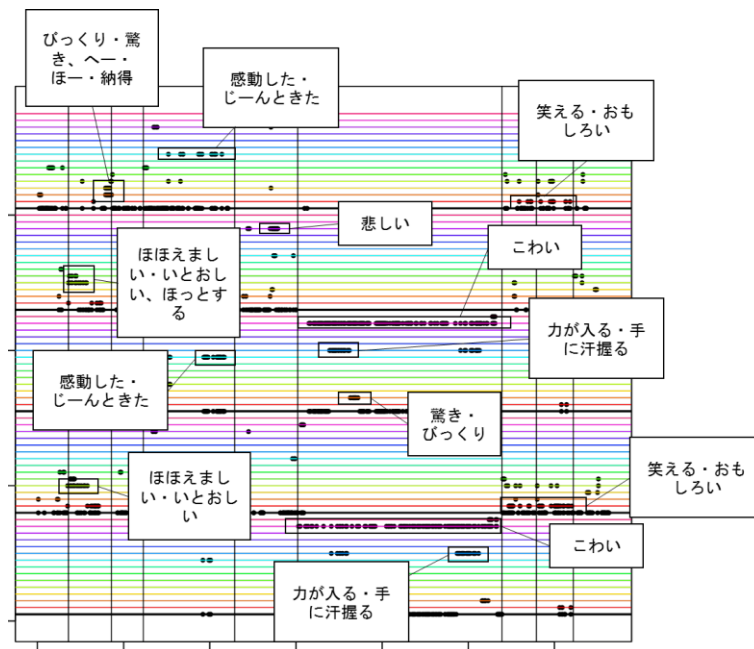 びっくり・驚
き、へー・
ほー・納得
感動した・
じーんときた
笑える・おも
しろい
悲しい
こわい
ほほえまし
い・いとおし
い、ほっとす
る
力が入る・手
に汗握る
感動した・
じーんときた
驚き・
びっくり
ほほえまし
い・いとおし
い
笑える・おも
しろい
こわい
力が入る・手
に汗握る